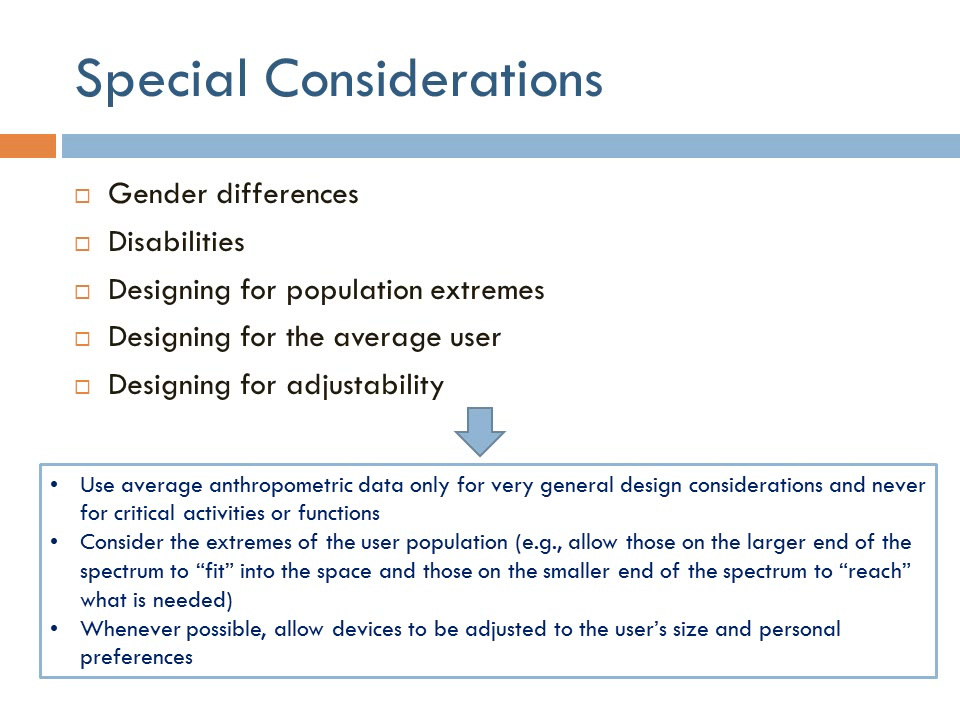 Special Considerations
Gender differences
Disabilities
Designing for population extremes
Designing for the average user
Designing for adjustability
• Use average anthropometric data only for very general design considerations and never
for critical activities or functions
• Consider the extremes of the user population (e.g., allow those on the larger end of the
spectrum to “fit” into the space and those on the smaller end of the spectrum to “reach”
what is needed)
• Whenever possible, allow devices to be adjusted to the user’s size and personal
preferences